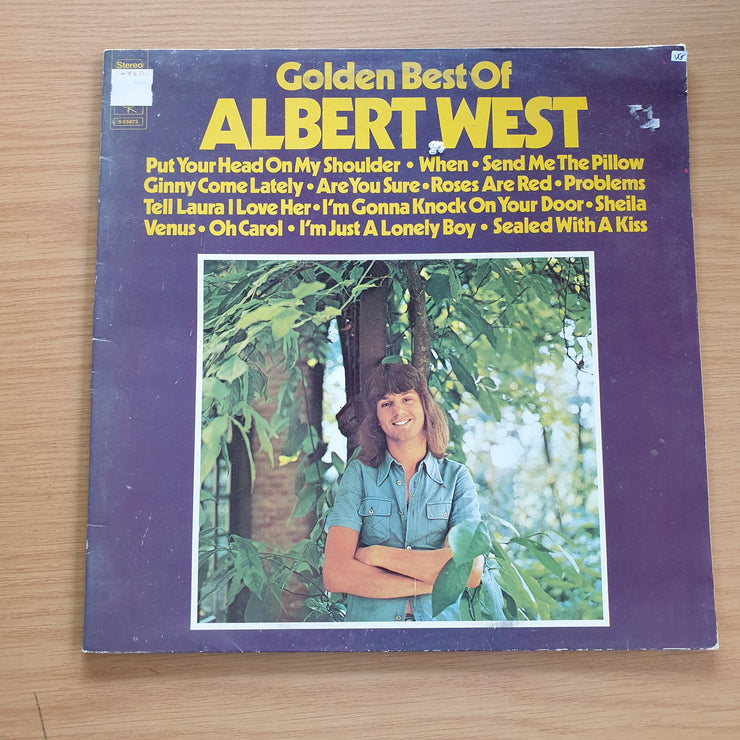 Stereo
S 65873
Golden Best Of
ALBERT WEST
Put Your Head On My Shoulder • When • Send Me The Pillow
Ginny Come Lately • Are You Sure • Roses Are Red • Problems
Tell Laura I Love Her • I'm Gonna Knock On Your Door • Sheila
Venus • Oh Carol • I'm Just A Lonely Boy • Sealed With A Kiss